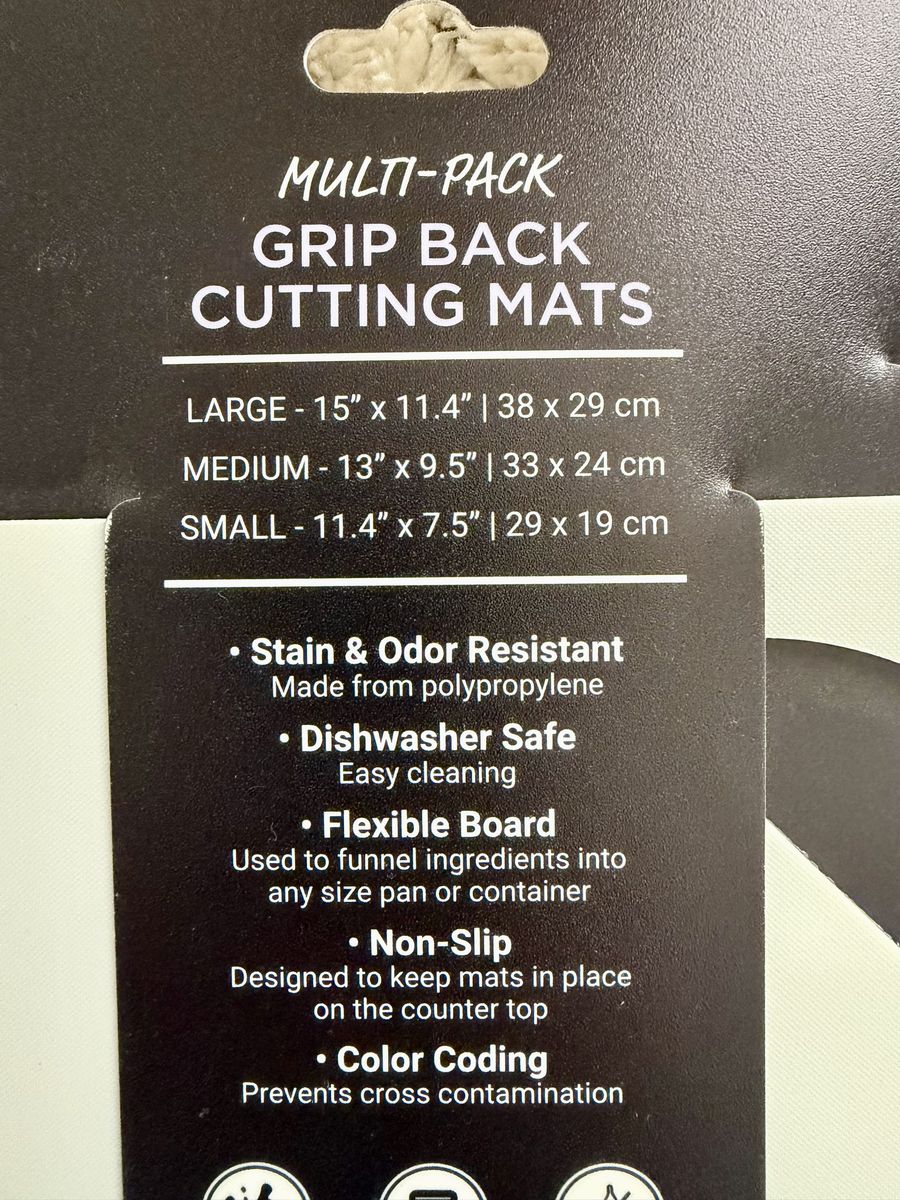 MULTI-PACK
GRIP BACK
CUTTING MATS
LARGE - 15” x 11.4” | 38 x 29 cm
MEDIUM - 13” x 9.5” | 33 x 24 cm
SMALL - 11.4” x 7.5” | 29 x 19 cm
• Stain & Odor Resistant
Made from polypropylene
• Dishwasher Safe
Easy cleaning
• Flexible Board
Used to funnel ingredients into
any size pan or container
• Non-Slip
Designed to keep mats in place
on the counter top
• Color Coding
Prevents cross contamination